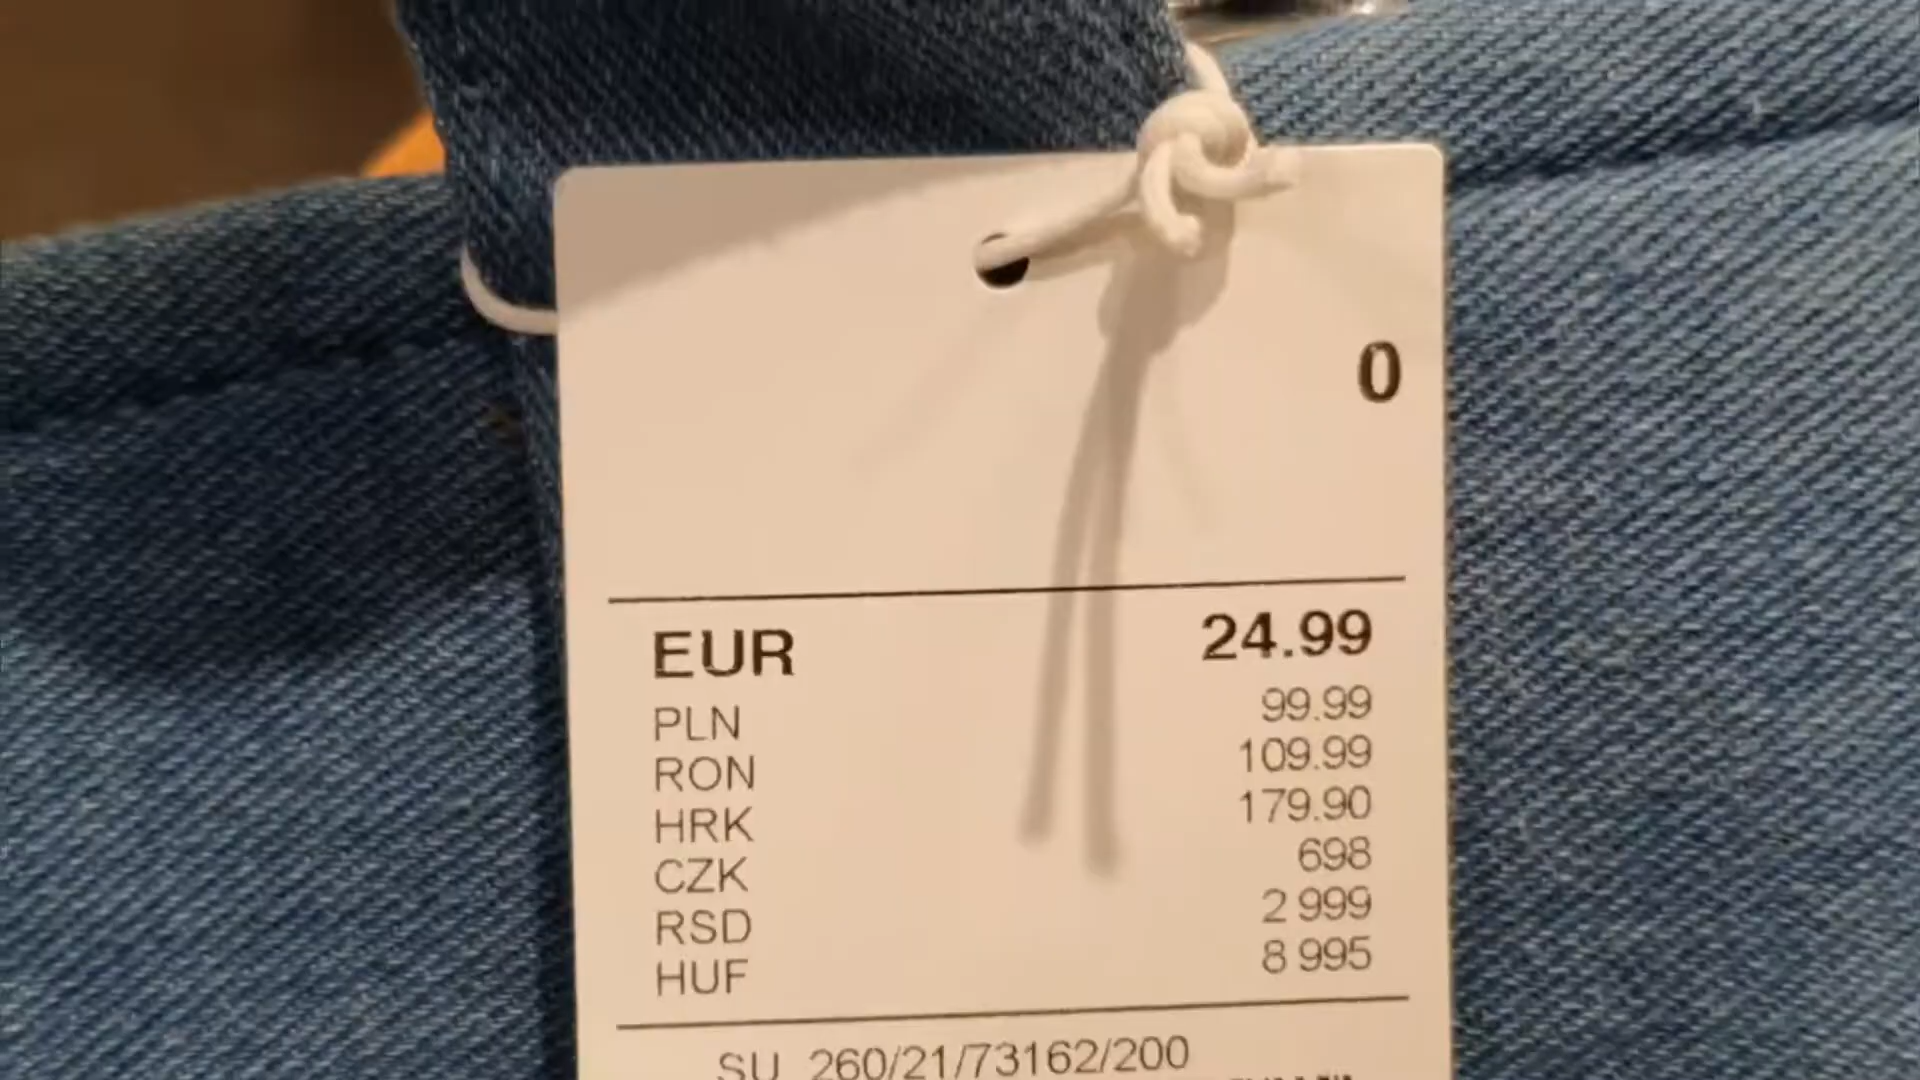 0
EUR 24.99
PLN 99.99
RON 109.99
HRK 179.90
CZK 698
RSD 2 999
HUF 8 995
SU 260/21/73162/200